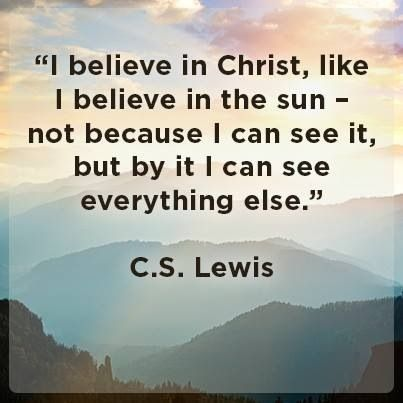 “I believe in Christ, like
I believe in the sun –
not because I can see it,
but by it I can see
everything else.”
C.S. Lewis